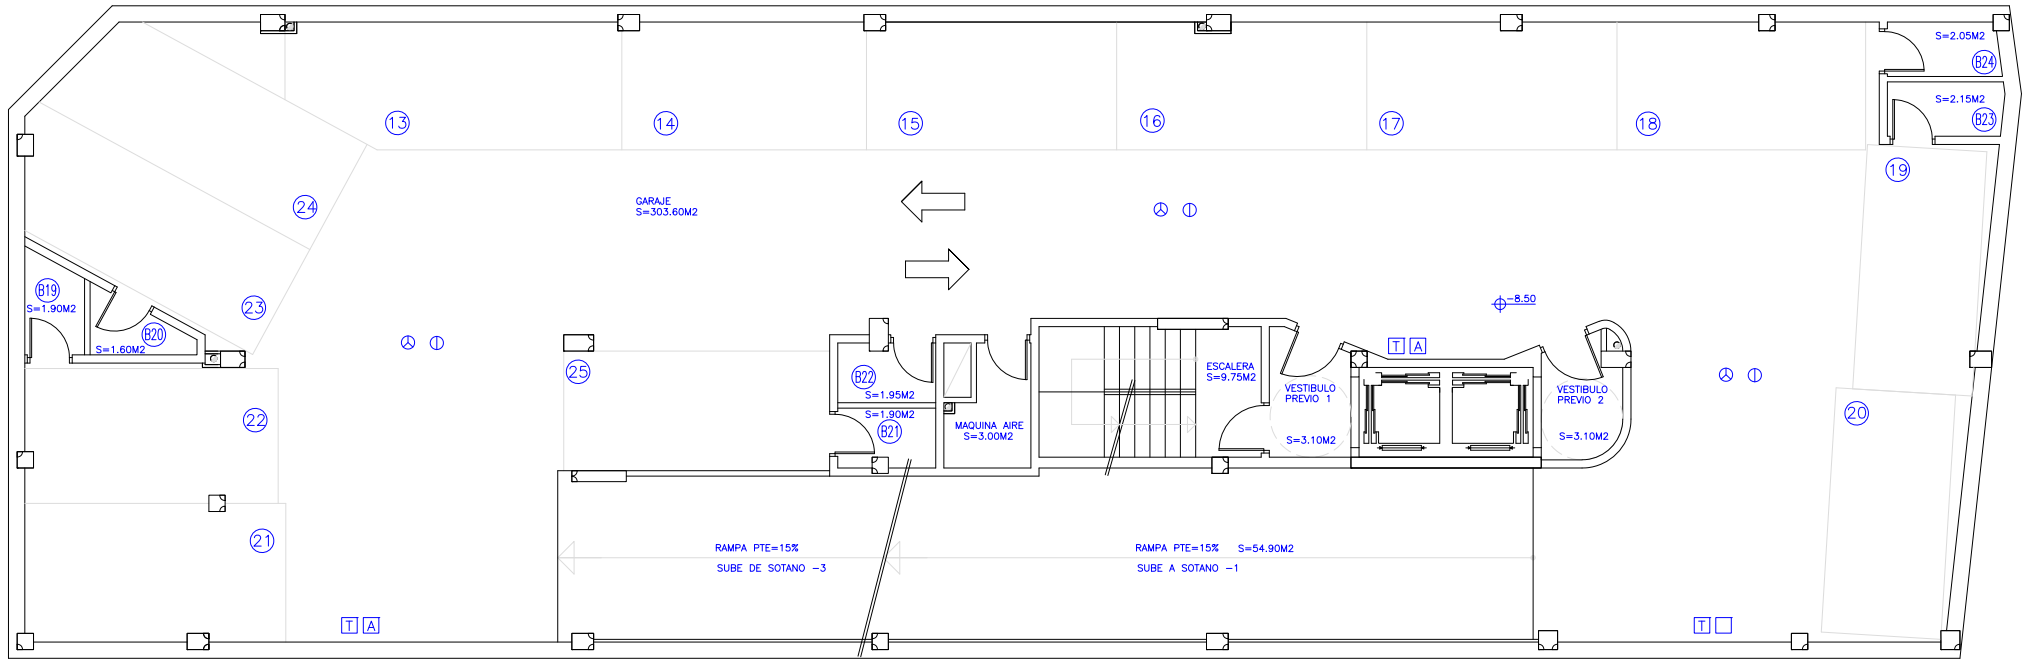 S=2.05M2
B24
S=2.15M2
B23
13
14
15
16
17
18
19
24
GARAJE
S=303.60M2
B19
S=1.90M2
23
B20
S=1.60M2
-8.50
T A
25
B22
S=1.95M2
S=1.90M2
B21
MAQUINA AIRE
S=3.00M2
ESCALERA
S=9.75M2
VESTIBULO
PREVIO 1
S=3.10M2
VESTIBULO
PREVIO 2
S=3.10M2
20
22
21
RAMPA PTE=15%
SUBE DE SOTANO -3
RAMPA PTE=15% S=54.90M2
SUBE A SOTANO -1
T A
T